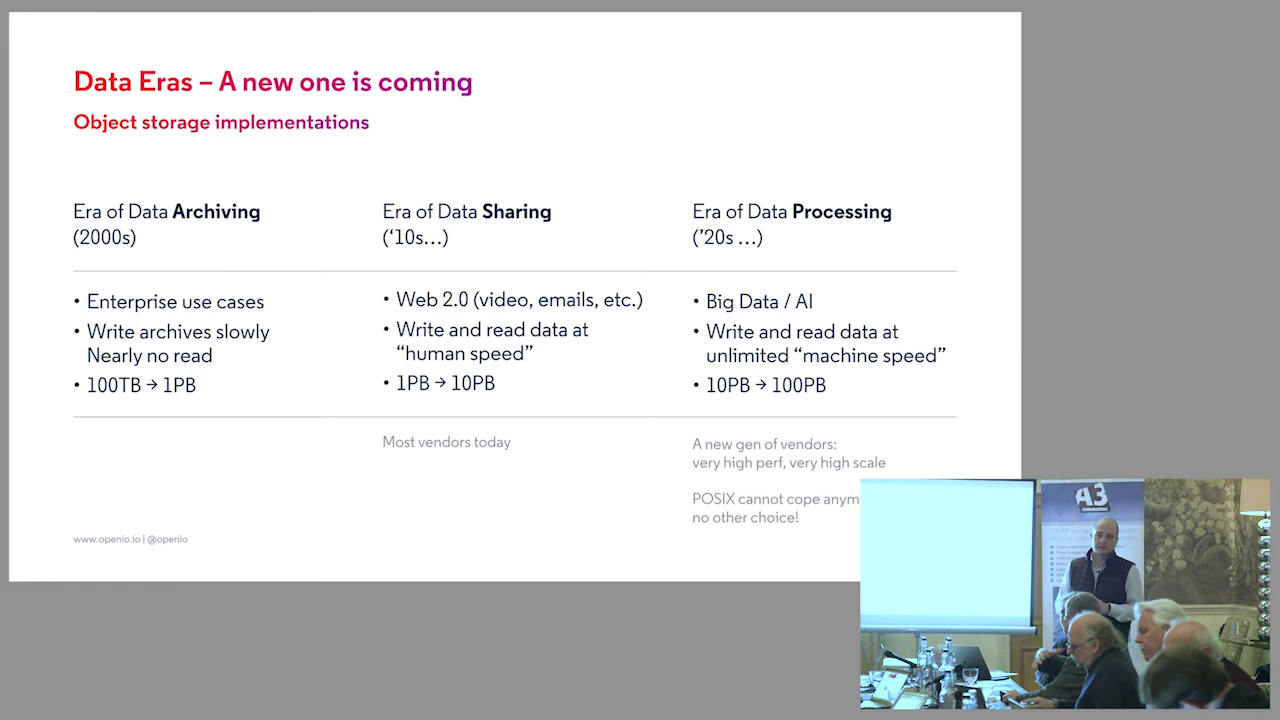 Data Eras – A new one is coming
Object storage implementations
Era of Data Archiving
(2000s)
• Enterprise use cases
• Write archives slowly
Nearly no read
• 100TB → 1PB
Era of Data Sharing
(‘10s…)
• Web 2.0 (video, emails, etc.)
• Write and read data at
“human speed”
• 1PB → 10PB
Most vendors today
Era of Data Processing
(’20s …)
• Big Data / AI
• Write and read data at
unlimited “machine speed”
• 10PB → 100PB
A new gen of vendors:
very high perf, very high scale
POSIX cannot cope anym
no other choice!
www.openio.io | @openio
A3